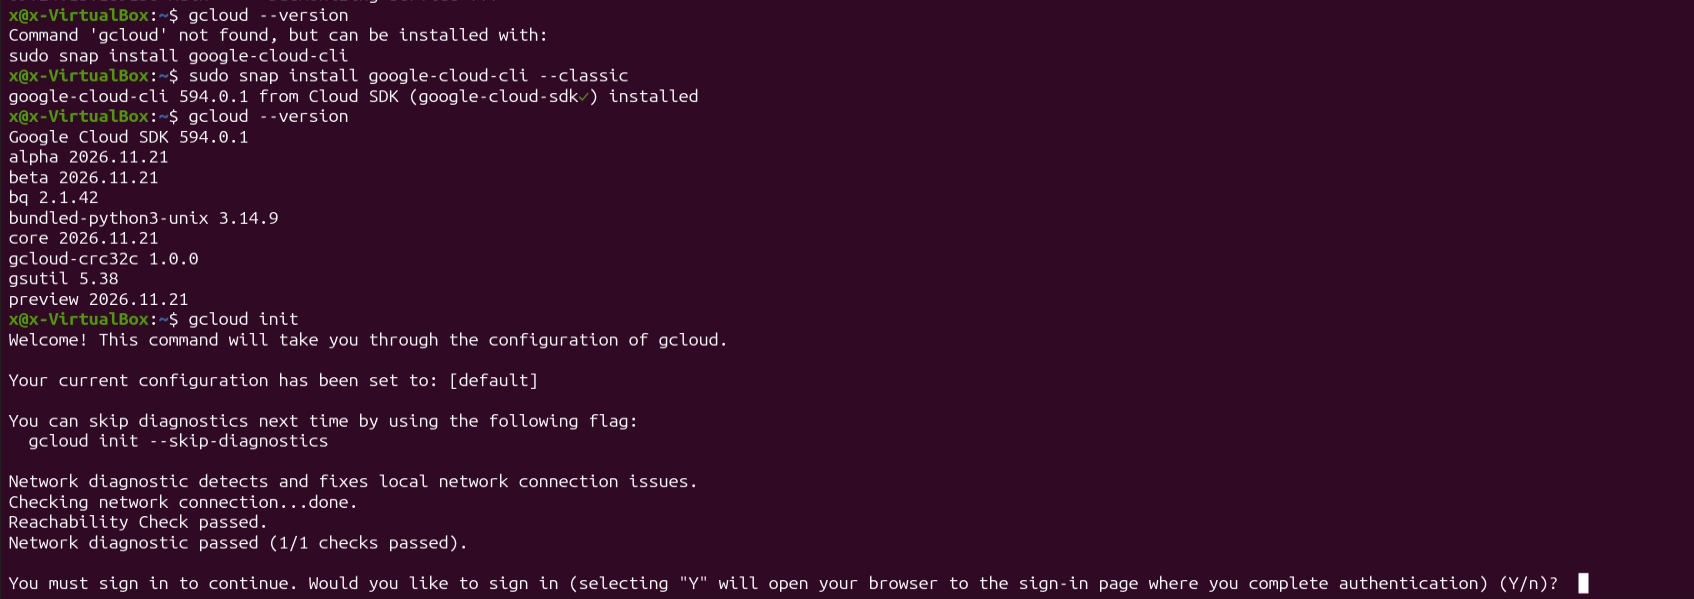 x@x-VirtualBox:~$ gcloud --version
Command 'gcloud' not found, but can be installed with:
sudo snap install google-cloud-cli
x@x-VirtualBox:~$ sudo snap install google-cloud-cli --classic
google-cloud-cli 594.0.1 from Cloud SDK (google-cloud-sdk✓) installed
x@x-VirtualBox:~$ gcloud --version
Google Cloud SDK 594.0.1
alpha 2026.11.21
beta 2026.11.21
bq 2.1.42
bundled-python3-unix 3.14.9
core 2026.11.21
gcloud-crc32c 1.0.0
gsutil 5.38
preview 2026.11.21
x@x-VirtualBox:~$ gcloud init
Welcome! This command will take you through the configuration of gcloud.

Your current configuration has been set to: [default]

You can skip diagnostics next time by using the following flag:
  gcloud init --skip-diagnostics

Network diagnostic detects and fixes local network connection issues.
Checking network connection...done.
Reachability Check passed.
Network diagnostic passed (1/1 checks passed).

You must sign in to continue. Would you like to sign in (selecting "Y" will open your browser to the sign-in page where you complete authentication) (Y/n)?